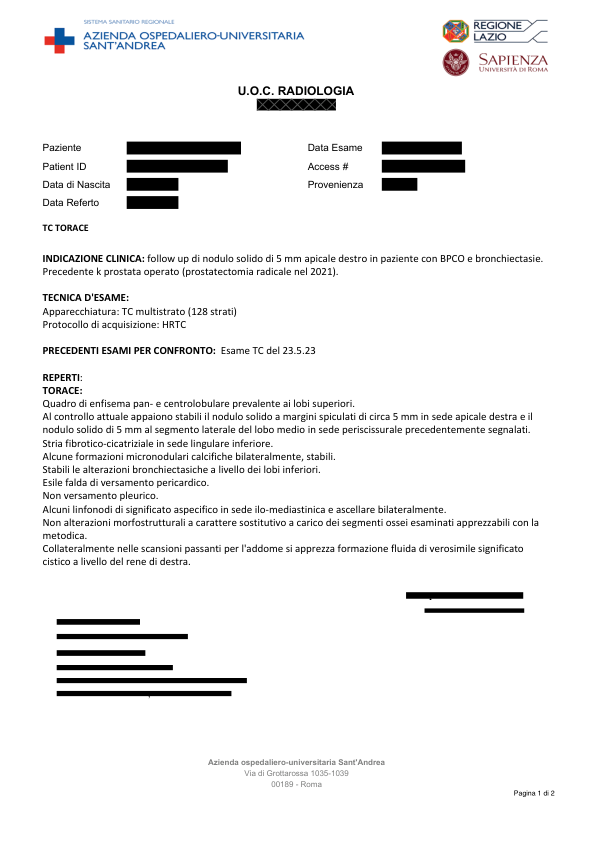 SISTEMA SANITARIO REGIONALE
AZIENDA OSPEDALIERO-UNIVERSITARIA
SANT'ANDREA
REGIONE
LAZIO
SAPIENZA
UNIVERSITÀ DI ROMA
U.O.C. RADIOLOGIA
Paziente
Data Esame
Patient ID
Access #
Data di Nascita
Provenienza
Data Referto
TC TORACE
INDICAZIONE CLINICA: follow up di nodulo solido di 5 mm apicale destro in paziente con BPCO e bronchiectasie.
Precedente k prostata operato (prostatectomia radicale nel 2021).
TECNICA D'ESAME:
Apparecchiatura: TC multistrato (128 strati)
Protocollo di acquisizione: HRTC
PRECEDENTI ESAMI PER CONFRONTO: Esame TC del 23.5.23
REPERTI:
TORACE:
Quadro di enfisema pan- e centrolobulare prevalente ai lobi superiori.
Al controllo attuale appaiono stabili il nodulo solido a margini spiculati di circa 5 mm in sede apicale destra e il
nodulo solido di 5 mm al segmento laterale del lobo medio in sede periscissurale precedentemente segnalati.
Stria fibrotico-cicatriziale in sede lingulare inferiore.
Alcune formazioni micronodulari calcifiche bilateralmente, stabili.
Stabili le alterazioni bronchiectasiche a livello dei lobi inferiori.
Esile falda di versamento pericardico.
Non versamento pleurico.
Alcuni linfonodi di significato aspecifico in sede ilo-mediastinica e ascellare bilateralmente.
Non alterazioni morfostrutturali a carattere sostitutivo a carico dei segmenti ossei esaminati apprezzabili con la
metodica.
Collateralmente nelle scansioni passanti per l'addome si apprezza formazione fluida di verosimile significato
cistico a livello del rene di destra.
Azienda ospedaliero-universitaria Sant'Andrea
Via di Grottarossa 1035-1039
00189 - Roma
Pagina 1 di 2